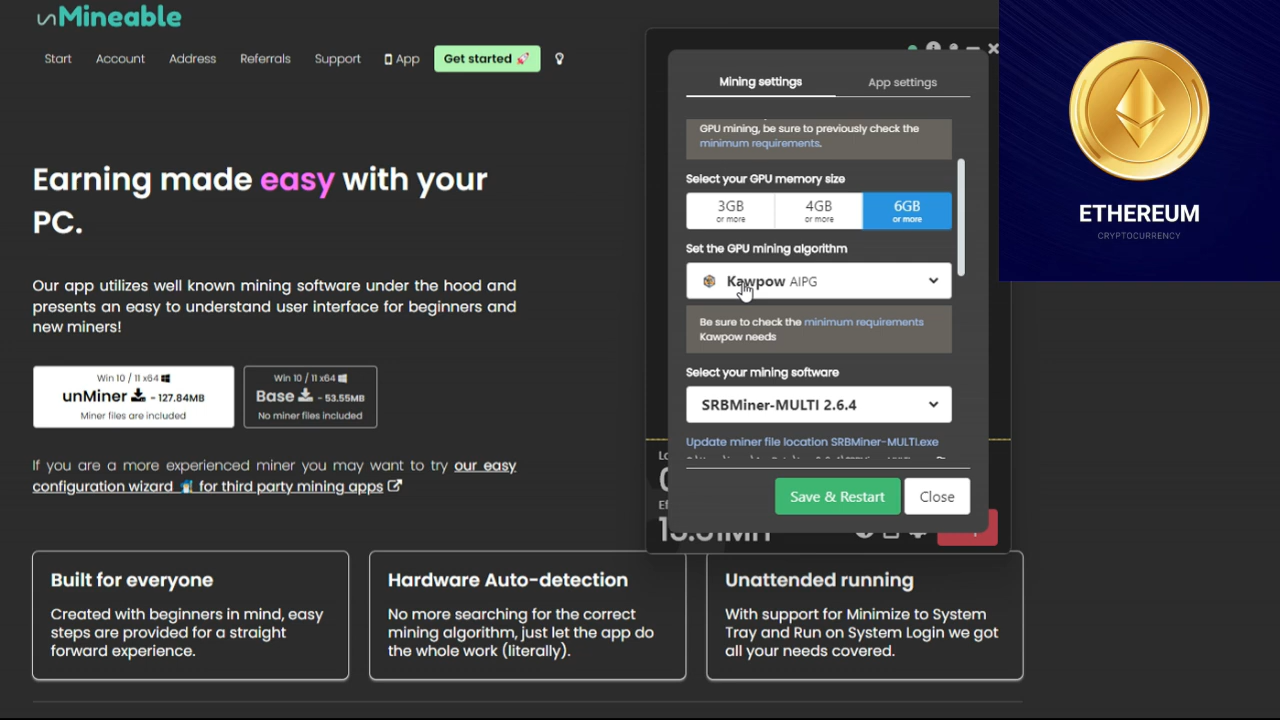 unMineable
Start Account Address Referrals Support App Get started 🚀
Earning made easy with your
PC.
Our app utilizes well known mining software under the hood and
presents an easy to understand user interface for beginners and
new miners!
Win 10 / 11 x64
unMiner - 127.84MB
Miner files are included
Win 10 / 11 x64
Base - 53.55MB
No miner files included
If you are a more experienced miner you may want to try our easy
configuration wizard for third party mining apps
Built for everyone
Created with beginners in mind, easy
steps are provided for a straight
forward experience.
Hardware Auto-detection
No more searching for the correct
mining algorithm, just let the app do
the whole work (literally).
Unattended running
With support for Minimize to System
Tray and Run on System Login we got
all your needs covered.
Mining settings App settings
GPU mining, be sure to previously check the
minimum requirements.
Select your GPU memory size
3GB
or more
4GB
or more
6GB
or more
Set the GPU mining algorithm
Kawpow AIPG
Be sure to check the minimum requirements
Kawpow needs
Select your mining software
SRBMiner-MULTI 2.6.4
Update miner file location SRBMiner-MULTI.exe
Save & Restart Close
ETHEREUM
CRYPTOCURRENCY